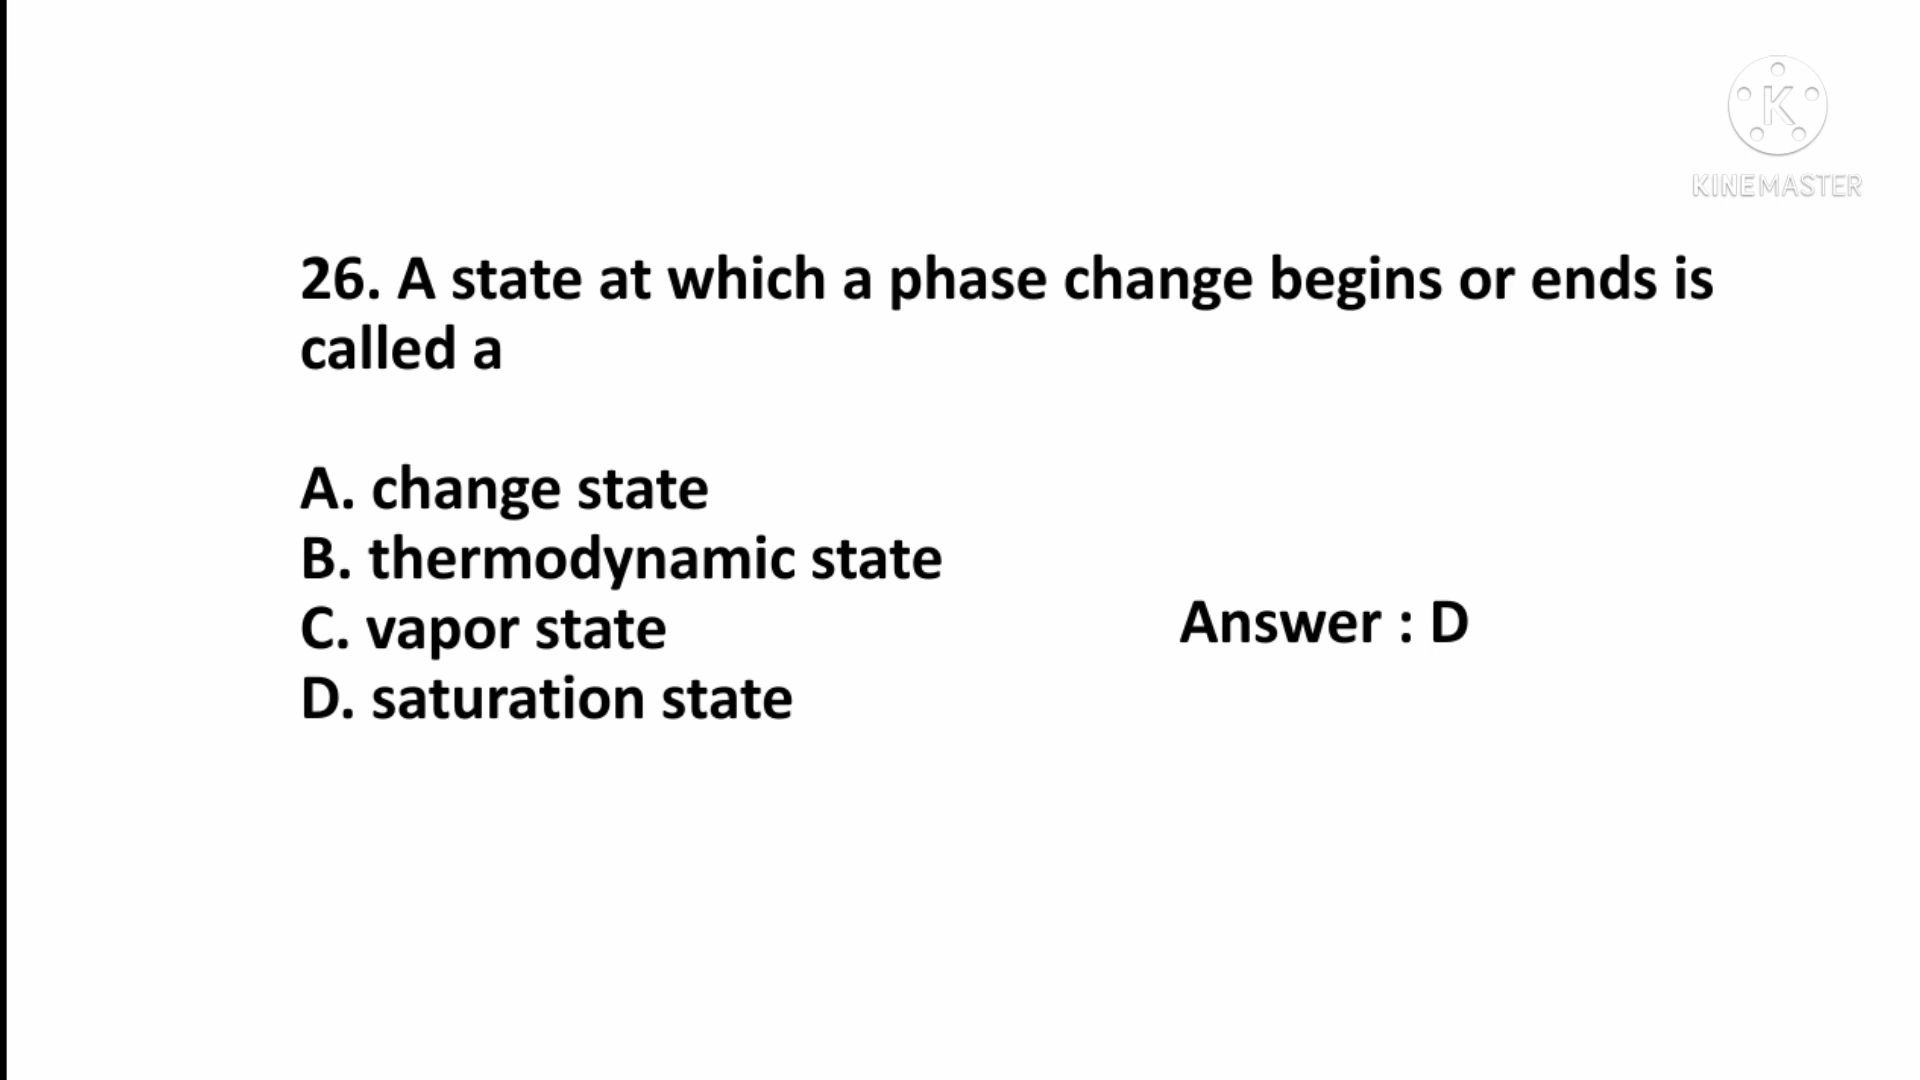 K
KINEMASTER
26. A state at which a phase change begins or ends is
called a
A. change state
B. thermodynamic state
C. vapor state
Answer : D
D. saturation state